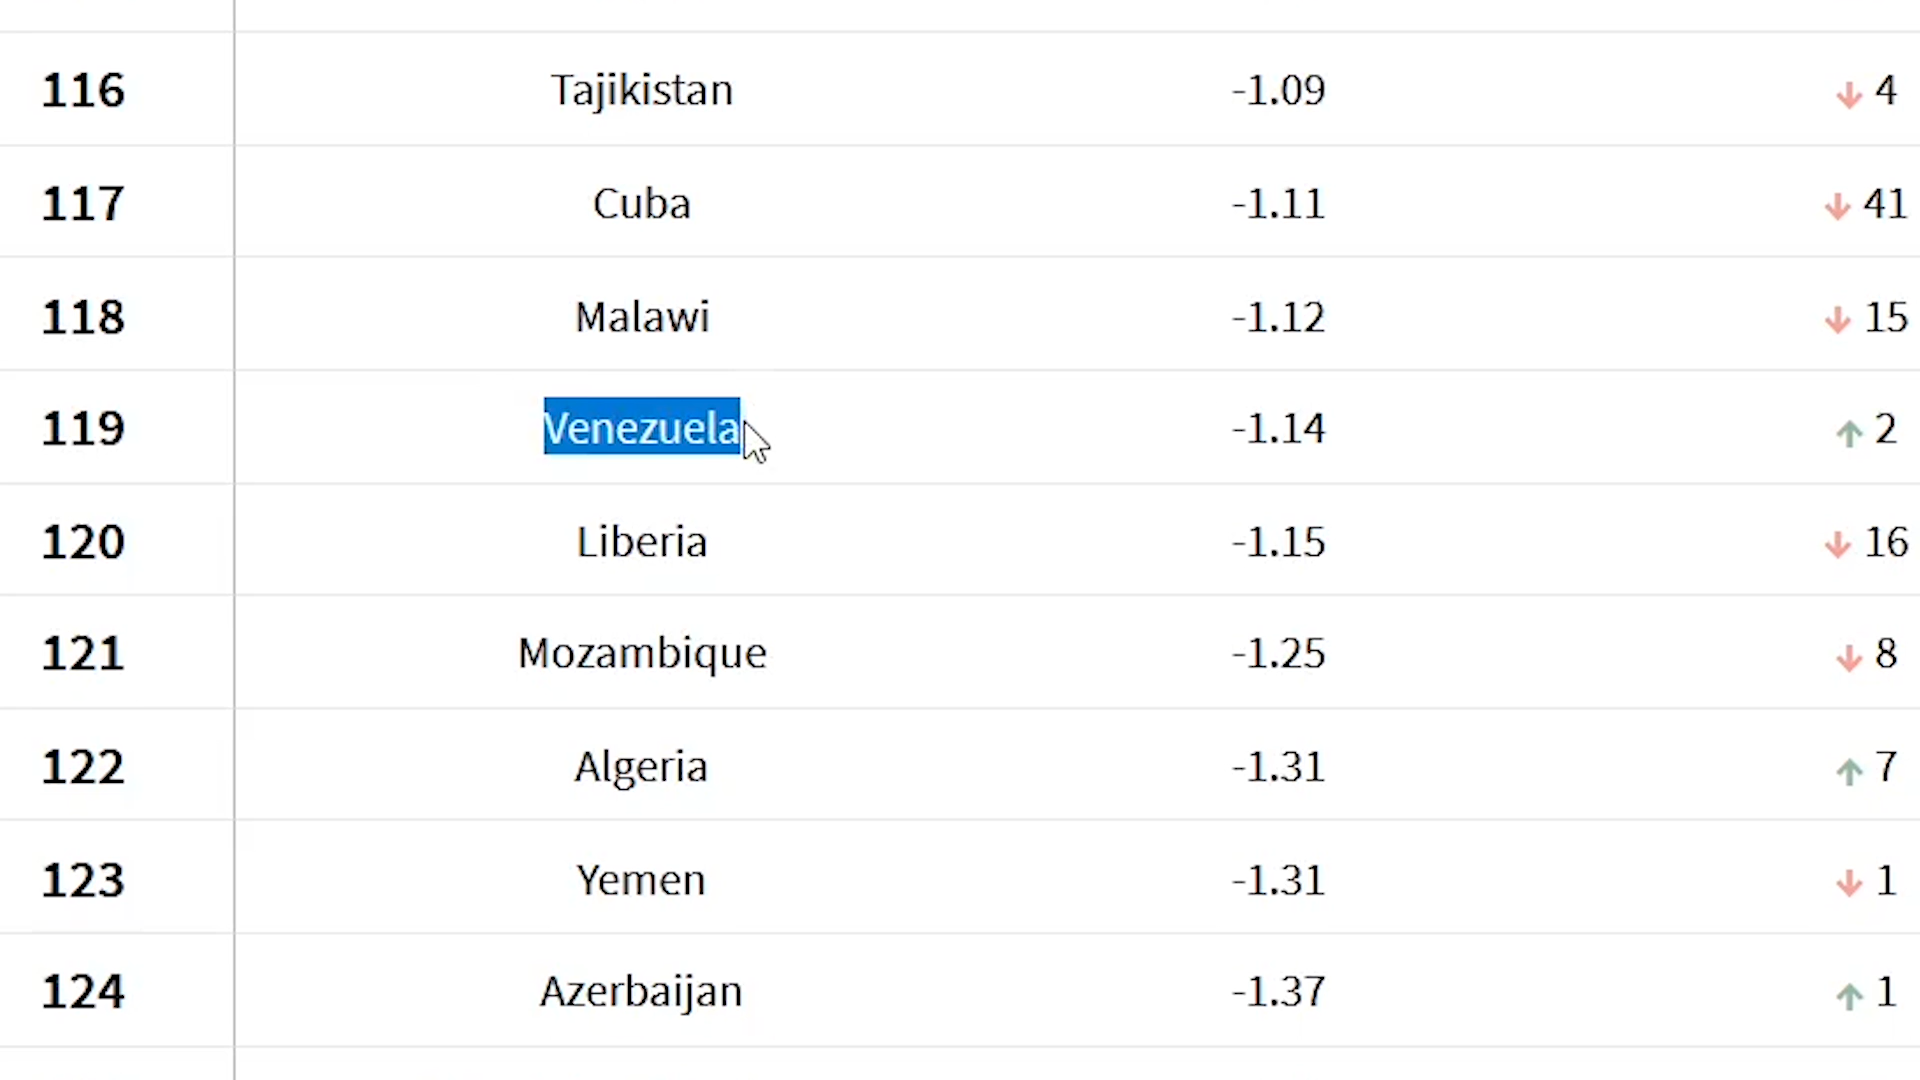 116 Tajikistan -1.09 ↓ 4
117 Cuba -1.11 ↓ 41
118 Malawi -1.12 ↓ 15
119 Venezuela -1.14 ↑ 2
120 Liberia -1.15 ↓ 16
121 Mozambique -1.25 ↓ 8
122 Algeria -1.31 ↑ 7
123 Yemen -1.31 ↓ 1
124 Azerbaijan -1.37 ↑ 1